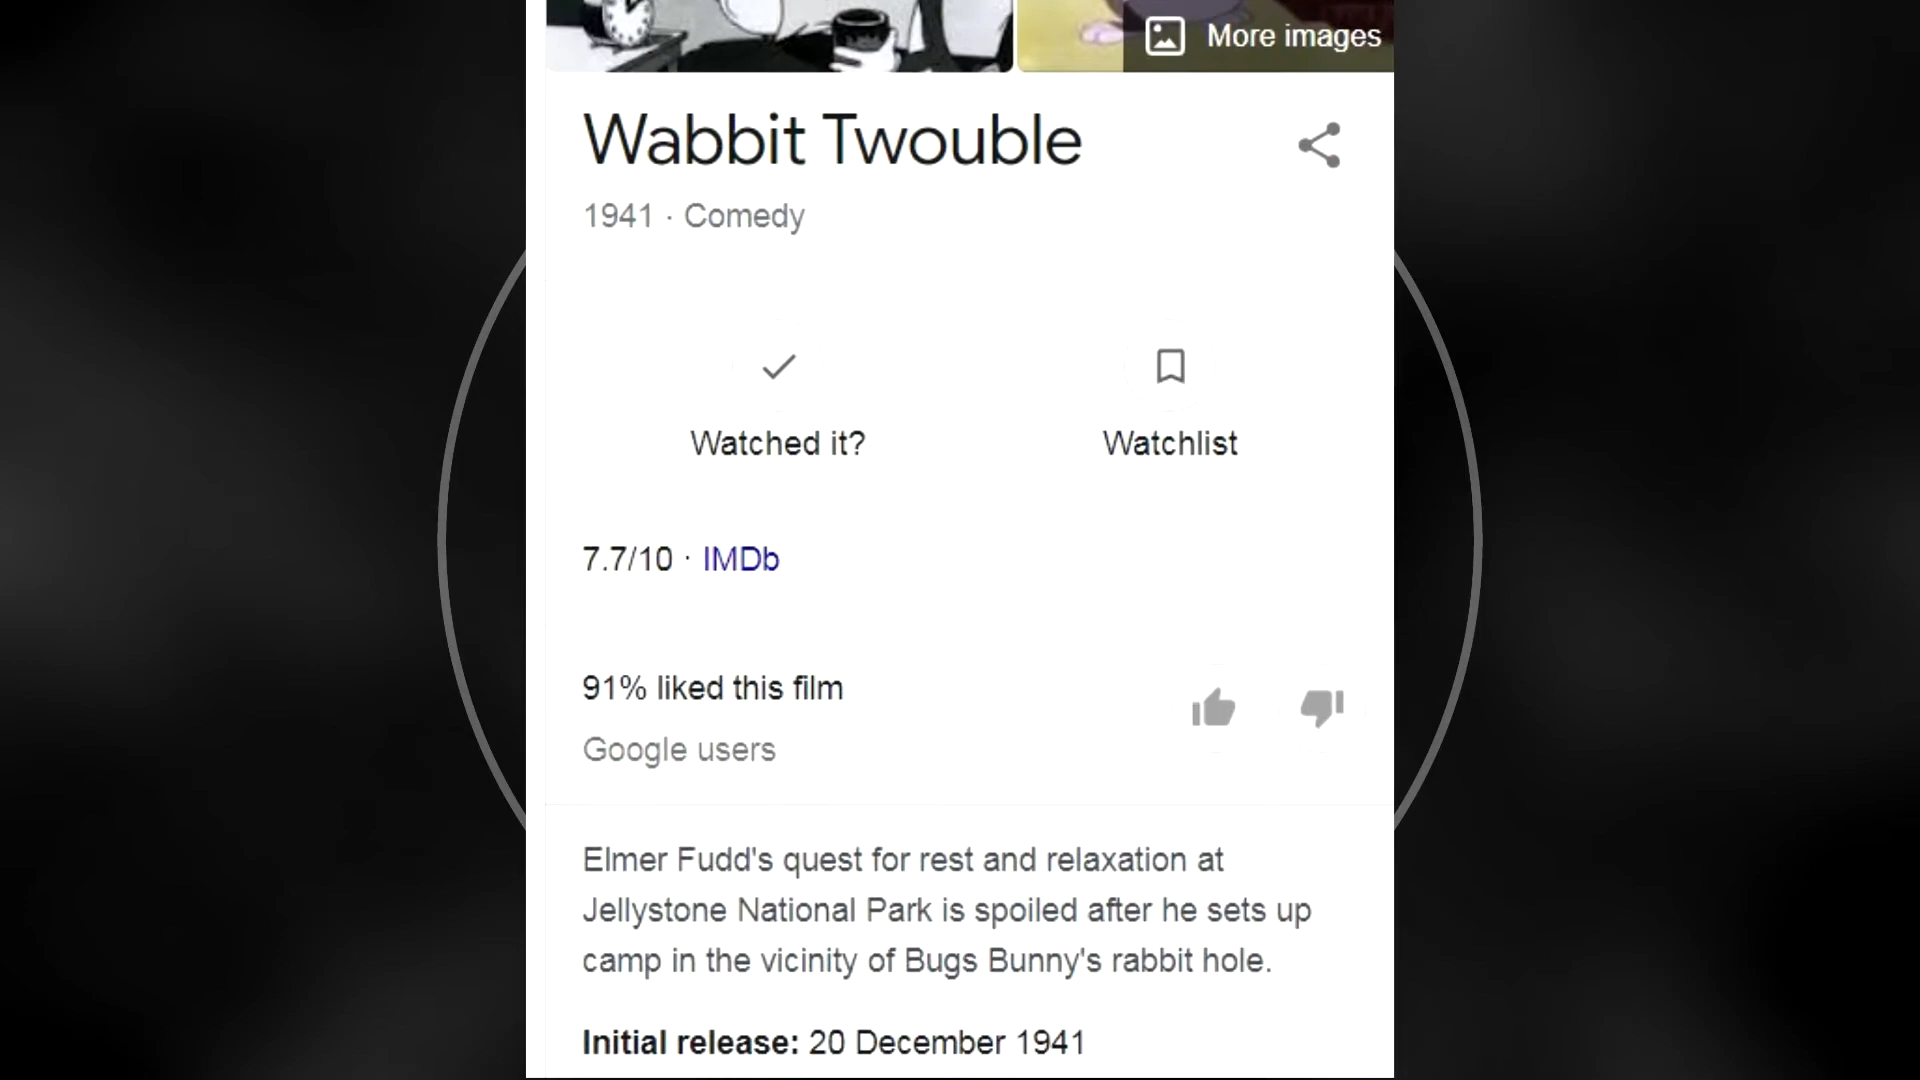 More images
Wabbit Twouble
1941 · Comedy
Watched it?
Watchlist
7.7/10 · IMDb
91% liked this film
Google users
Elmer Fudd's quest for rest and relaxation at
Jellystone National Park is spoiled after he sets up
camp in the vicinity of Bugs Bunny's rabbit hole.
Initial release: 20 December 1941